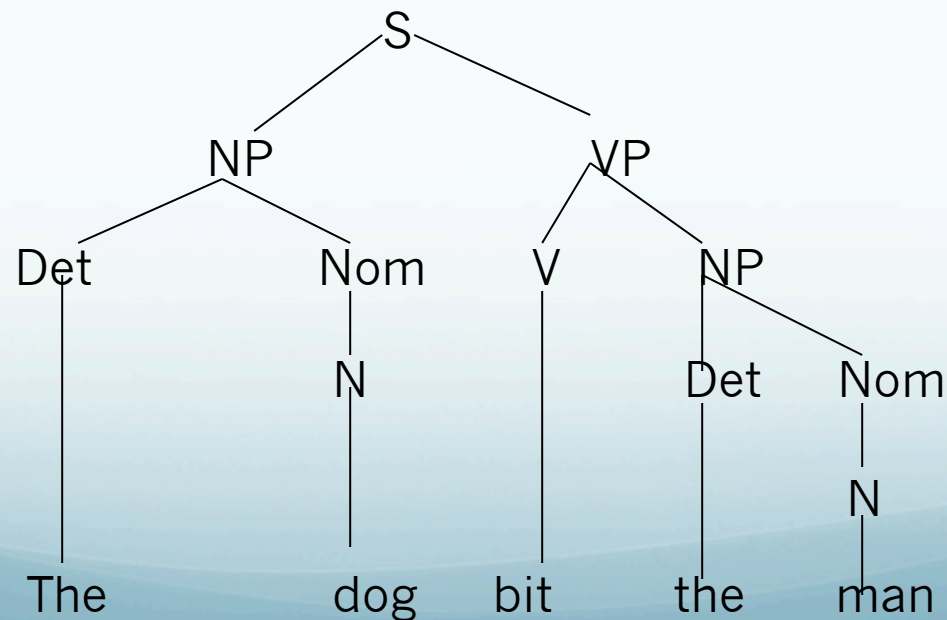 S
NP VP
Det Nom V NP
N Det Nom
N
The dog bit the man